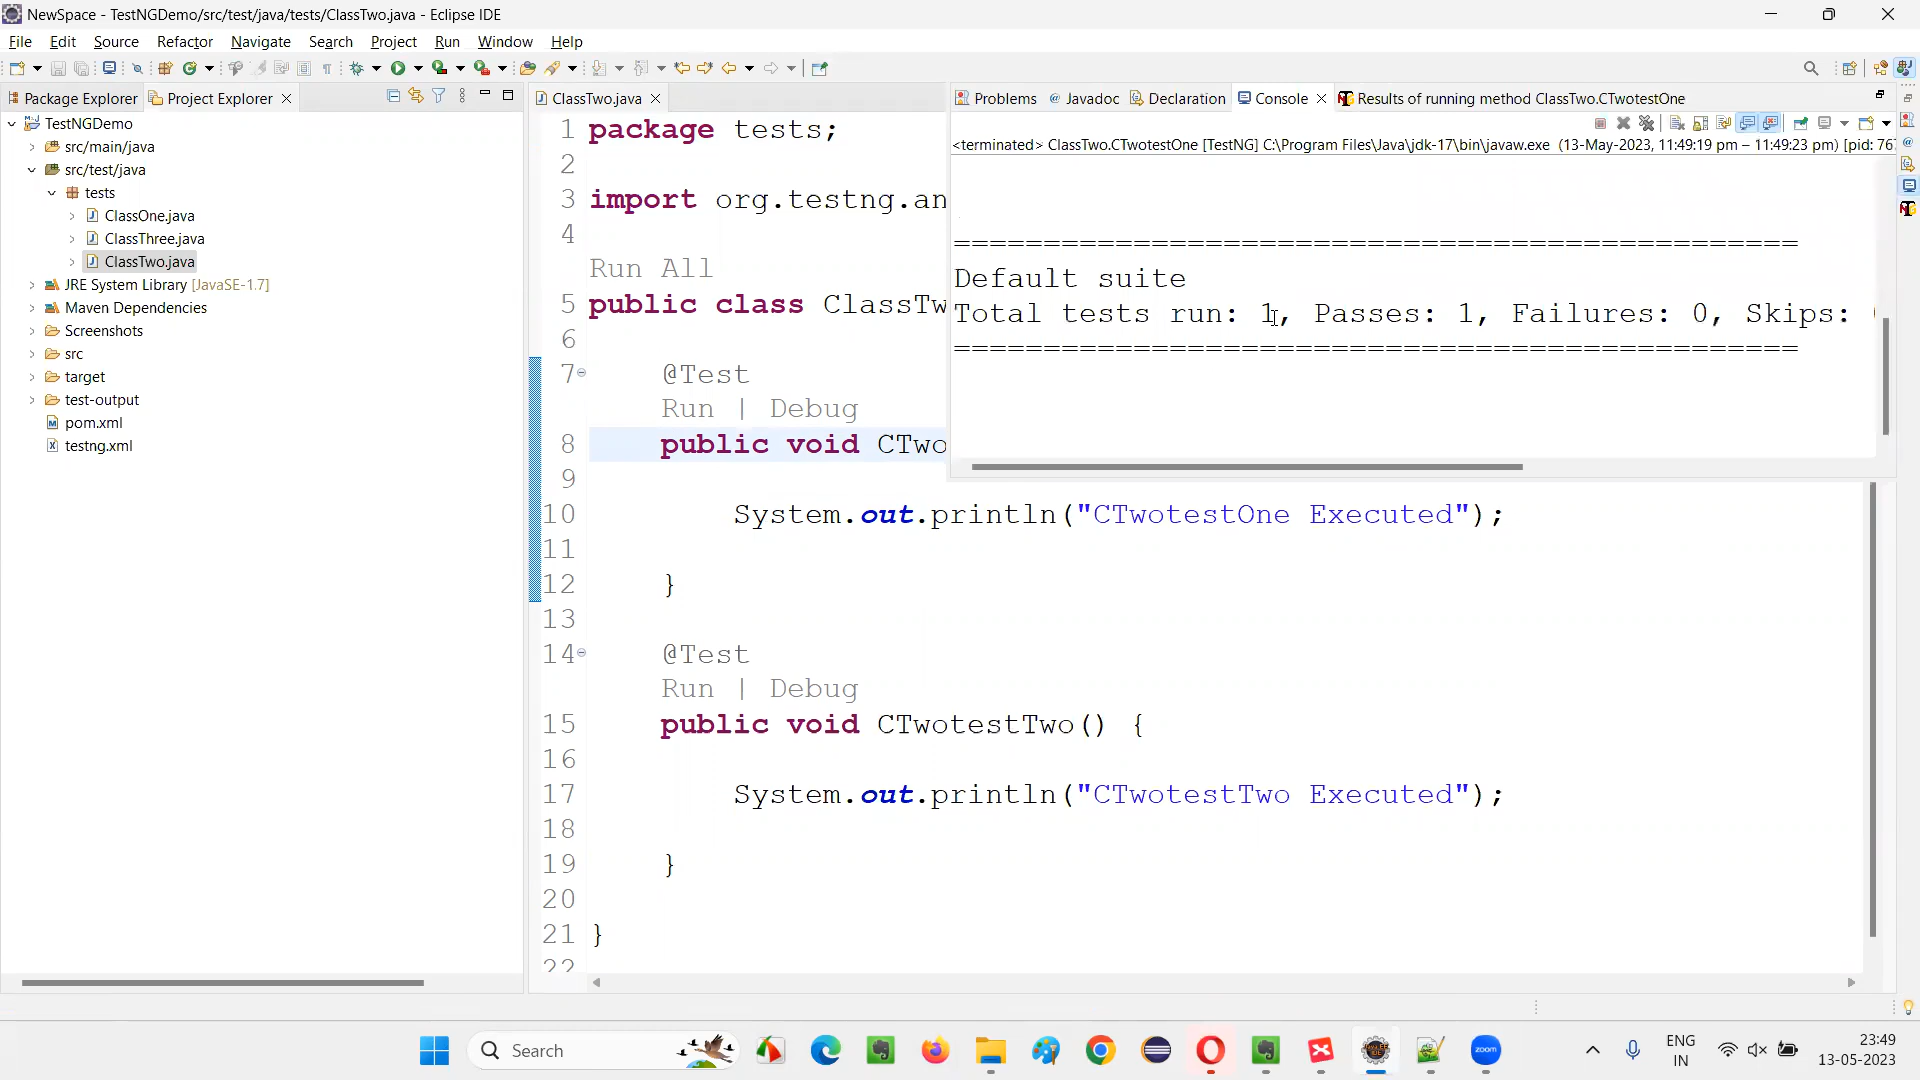 NewSpace - TestNGDemo/src/test/java/tests/ClassTwo.java - Eclipse IDE
File Edit Source Refactor Navigate Search Project Run Window Help
Package Explorer Project Explorer
TestNGDemo
src/main/java
src/test/java
tests
ClassOne.java
ClassThree.java
ClassTwo.java
JRE System Library [JavaSE-1.7]
Maven Dependencies
Screenshots
src
target
test-output
pom.xml
testng.xml
ClassTwo.java
1 package tests;
2
3 import org.testng.an
4
Run All
5 public class ClassTw
6
7 @Test
Run | Debug
8 public void CTwo
9
10 System.out.println("CTwotestOne Executed");
11
12 }
13
14 @Test
Run | Debug
15 public void CTwotestTwo() {
16
17 System.out.println("CTwotestTwo Executed");
18
19 }
20
21 }
22
Problems Javadoc Declaration Console Results of running method ClassTwo.CTwotestOne
<terminated> ClassTwo.CTwotestOne [TestNG] C:\Program Files\Java\jdk-17\bin\javaw.exe (13-May-2023, 11:49:19 pm – 11:49:23 pm) [pid: 767
===============================================
Default suite
Total tests run: 1, Passes: 1, Failures: 0, Skips:
===============================================
Search
zoom
ENG
IN
23:49
13-05-2023